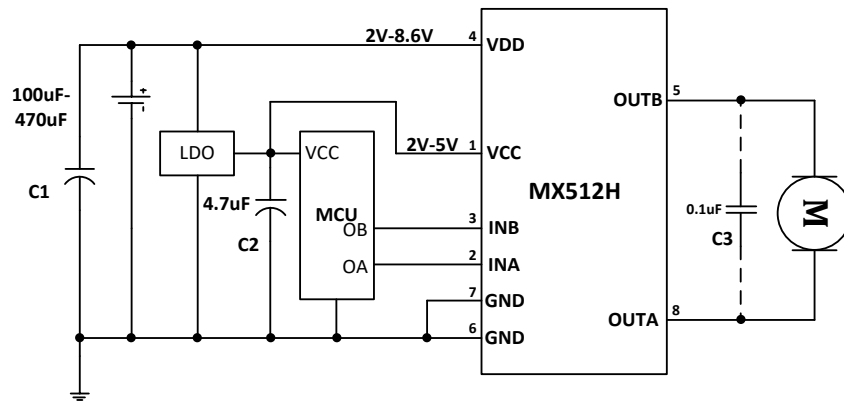 2V-8.6V
4
VDD
100uF-
470uF
+
-
OUTB
5
LDO
VCC
2V-5V
1
VCC
MX512H
C1
4.7uF
C2
MCU
OB
3
INB
OA
2
INA
0.1uF
C3
M
7
GND
6
GND
OUTA
8